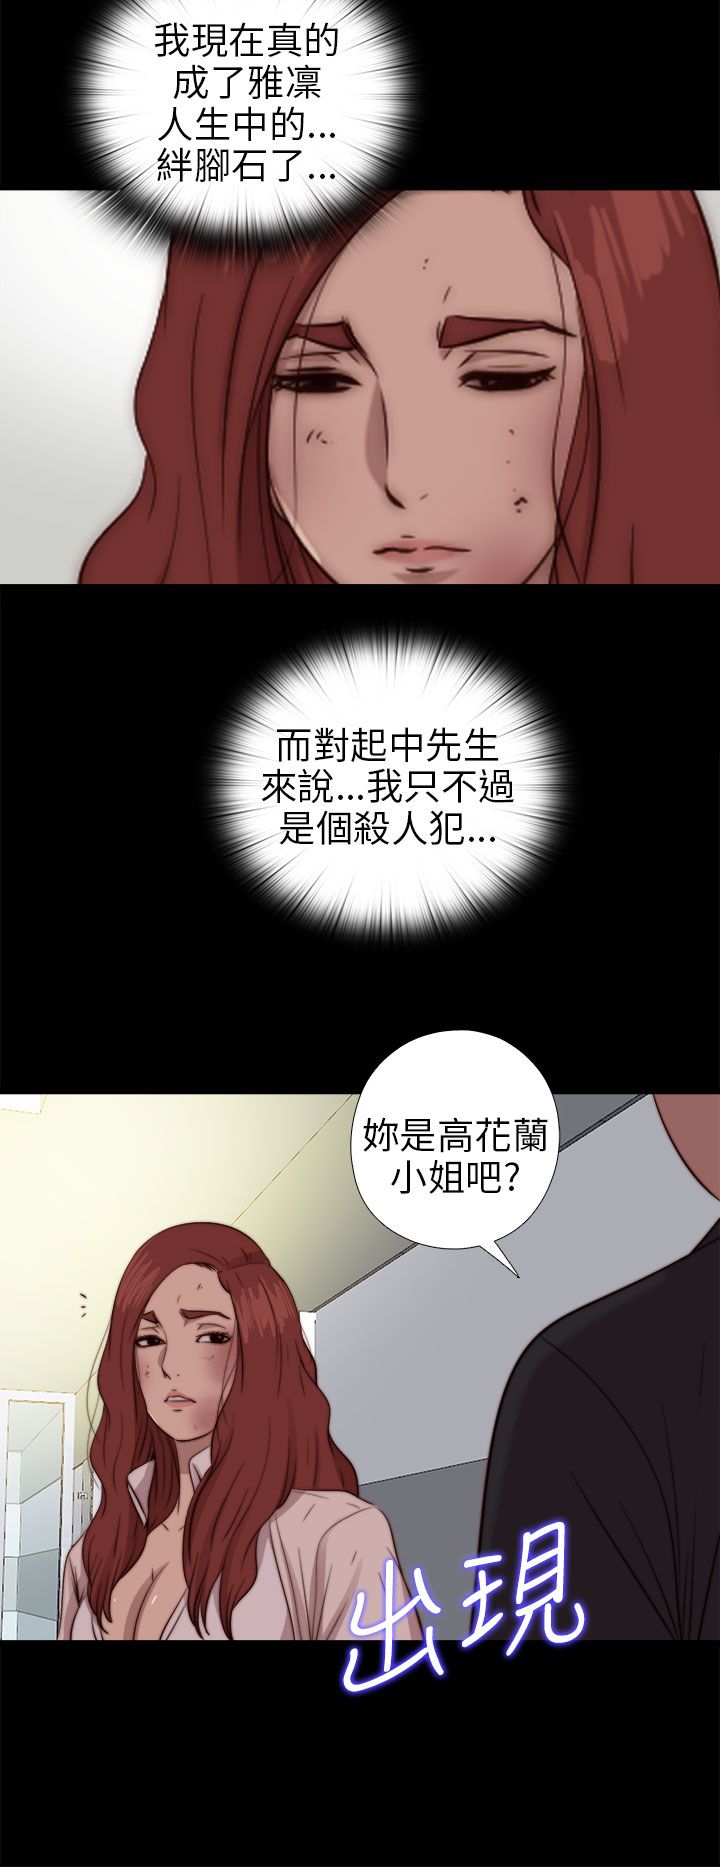 我現在真的
成了雅凜
人生中的...
絆腳石了...
而對起中先生
來說...我只不過
是個殺人犯...
妳是高花蘭
小姐吧?
出現